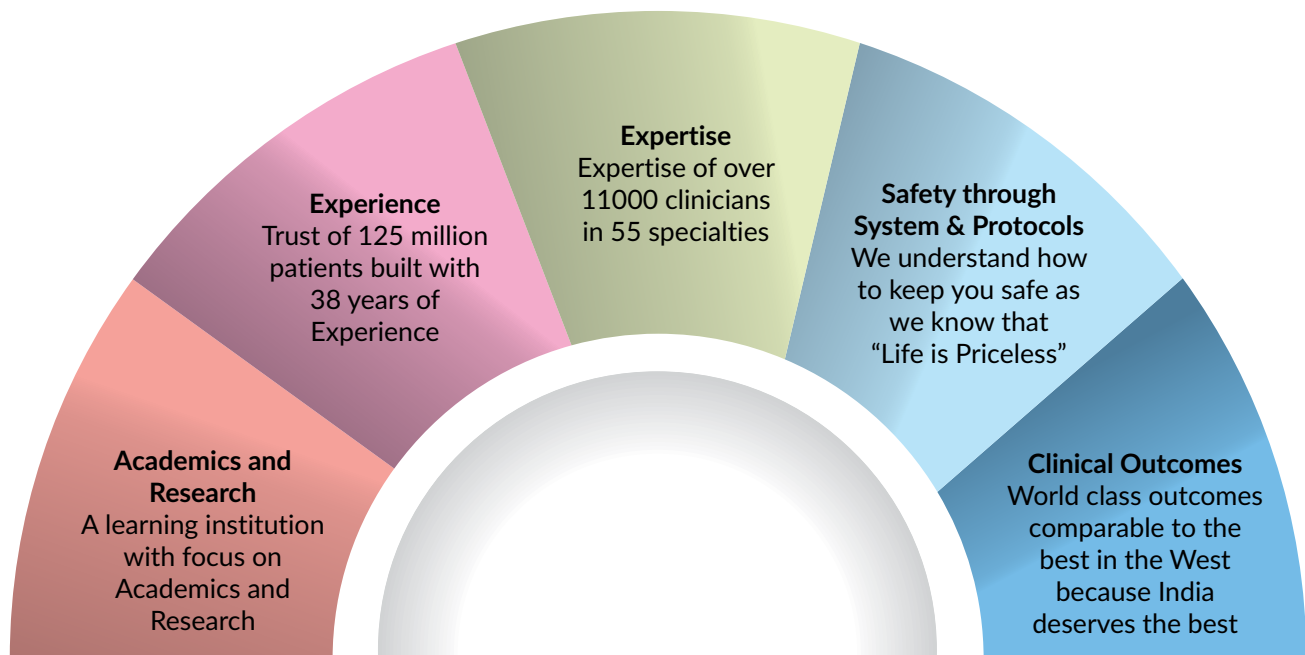 Academics and
Research
A learning institution
with focus on
Academics and
Research
Experience
Trust of 125 million
patients built with
38 years of
Experience
Expertise
Expertise of over
11000 clinicians
in 55 specialties
Safety through
System & Protocols
We understand how
to keep you safe as
we know that
“Life is Priceless”
Clinical Outcomes
World class outcomes
comparable to the
best in the West
because India
deserves the best